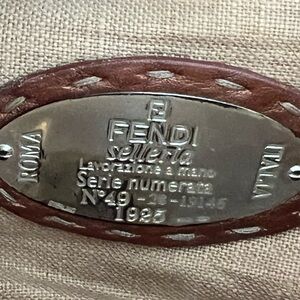 FENDI
Selleria
Lavorazione a mano
Serie numerata
N°49
1925
ROMA
ITALIA